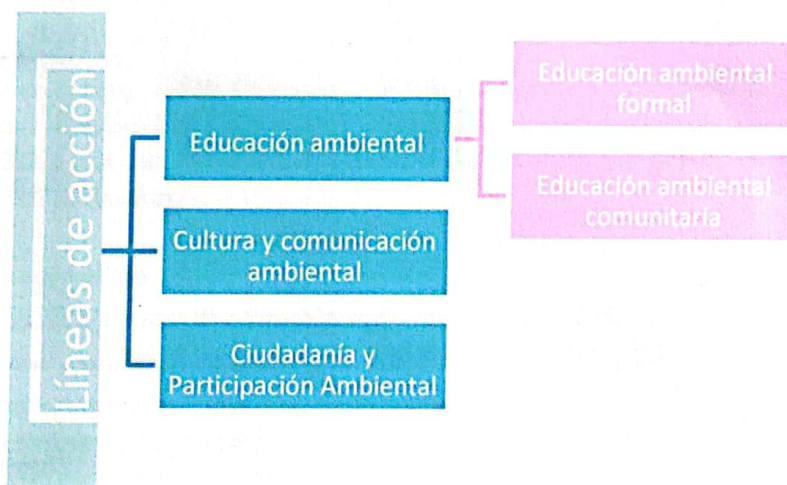 Líneas de acción
Educación ambiental
Educación ambiental
formal
Educación ambiental
comunitaria
Cultura y comunicación
ambiental
Ciudadanía y
Participación Ambiental